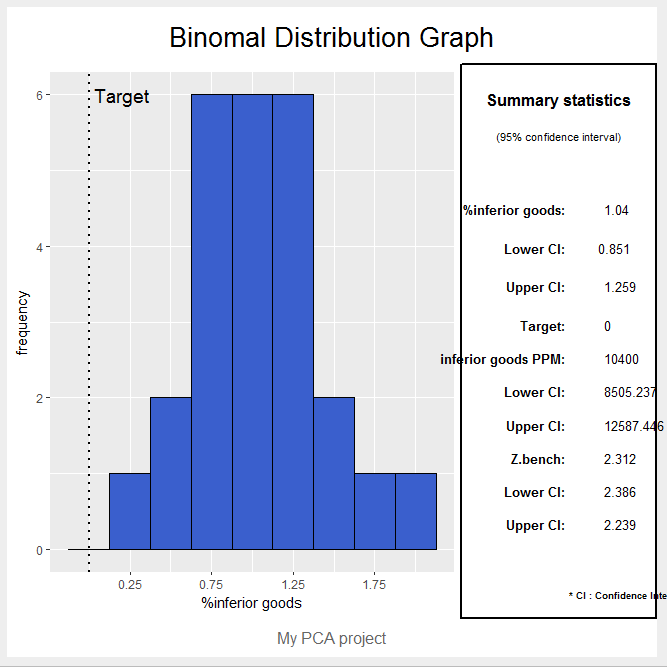 Binomal Distribution Graph
Target
6
4
2
0
frequency
0.25 0.75 1.25 1.75
%inferior goods
My PCA project
Summary statistics
(95% confidence interval)
%inferior goods: 1.04
Lower CI: 0.851
Upper CI: 1.259
Target: 0
inferior goods PPM: 10400
Lower CI: 8505.237
Upper CI: 12587.446
Z.bench: 2.312
Lower CI: 2.386
Upper CI: 2.239
* CI : Confidence Inte